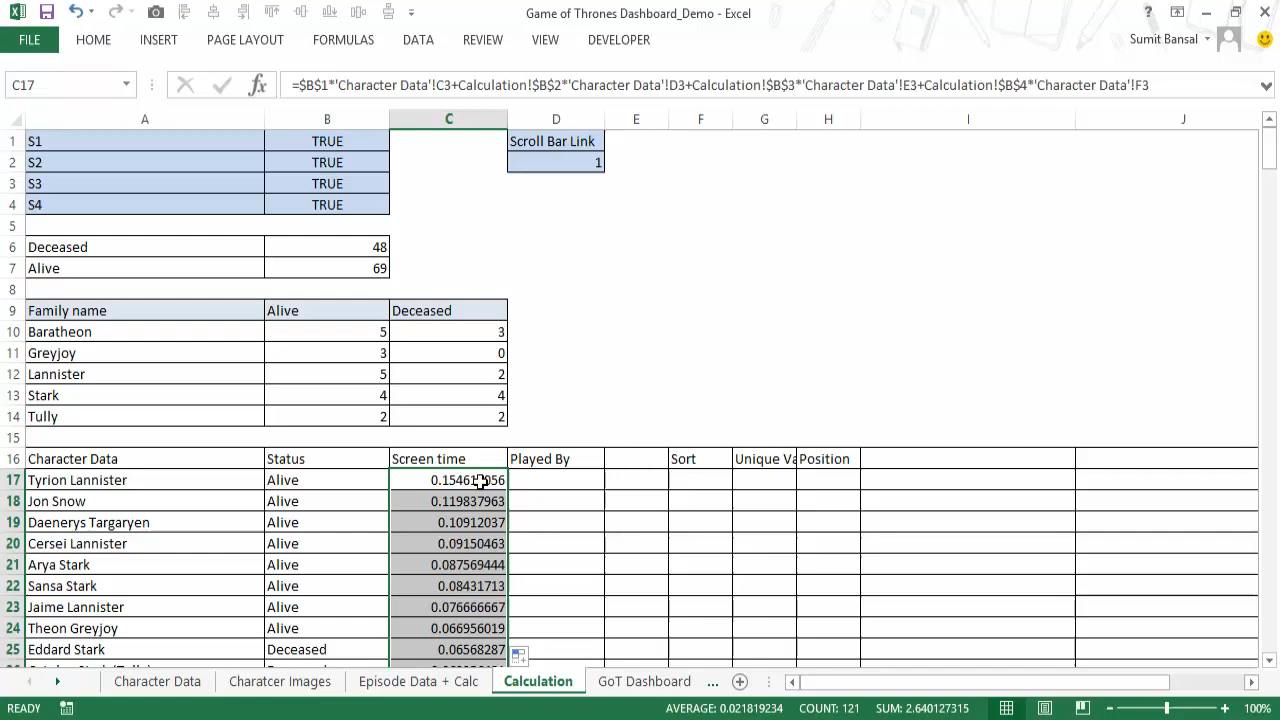 Game of Thrones Dashboard_Demo - Excel
FILE HOME INSERT PAGE LAYOUT FORMULAS DATA REVIEW VIEW DEVELOPER Sumit Bansal
C17 =$B$1*'Character Data'!C3+Calculation!$B$2*'Character Data'!D3+Calculation!$B$3*'Character Data'!E3+Calculation!$B$4*'Character Data'!F3
A B C D E F G H I J
1 S1 TRUE Scroll Bar Link
2 S2 TRUE 1
3 S3 TRUE
4 S4 TRUE
5
6 Deceased 48
7 Alive 69
8
9 Family name Alive Deceased
10 Baratheon 5 3
11 Greyjoy 3 0
12 Lannister 5 2
13 Stark 4 4
14 Tully 2 2
15
16 Character Data Status Screen time Played By Sort Unique Va Position
17 Tyrion Lannister Alive
18 Jon Snow Alive 0.119837963
19 Daenerys Targaryen Alive 0.10912037
20 Cersei Lannister Alive 0.09150463
21 Arya Stark Alive 0.087569444
22 Sansa Stark Alive 0.08431713
23 Jaime Lannister Alive 0.076666667
24 Theon Greyjoy Alive 0.066956019
25 Eddard Stark Deceased 0.06568287
Character Data Charatcer Images Episode Data + Calc Calculation GoT Dashboard ...
READY AVERAGE: 0.021819234 COUNT: 121 SUM: 2.640127315 100%